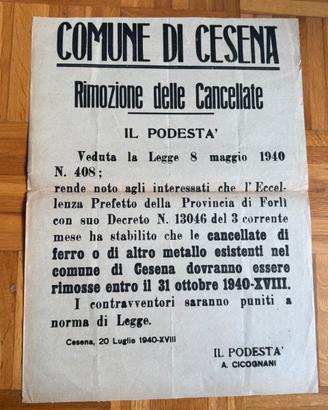 COMUNE DI CESENA
Rimozione delle Cancellate
IL PODESTA'
Veduta la Legge 8 maggio 1940
N. 408;
rende noto agli interessati che l'Eccel-
lenza Prefetto della Provincia di Forlì
con suo Decreto N. 13046 del 3 corrente
mese ha stabilito che le cancellate di
ferro o di altro metallo esistenti nel
comune di Cesena dovranno essere
rimosse entro il 31 ottobre 1940-XVIII.
I contravventori saranno puniti a
norma di Legge.
Cesena, 20 Luglio 1940-XVIII
IL PODESTA'
A. CICOGNANI